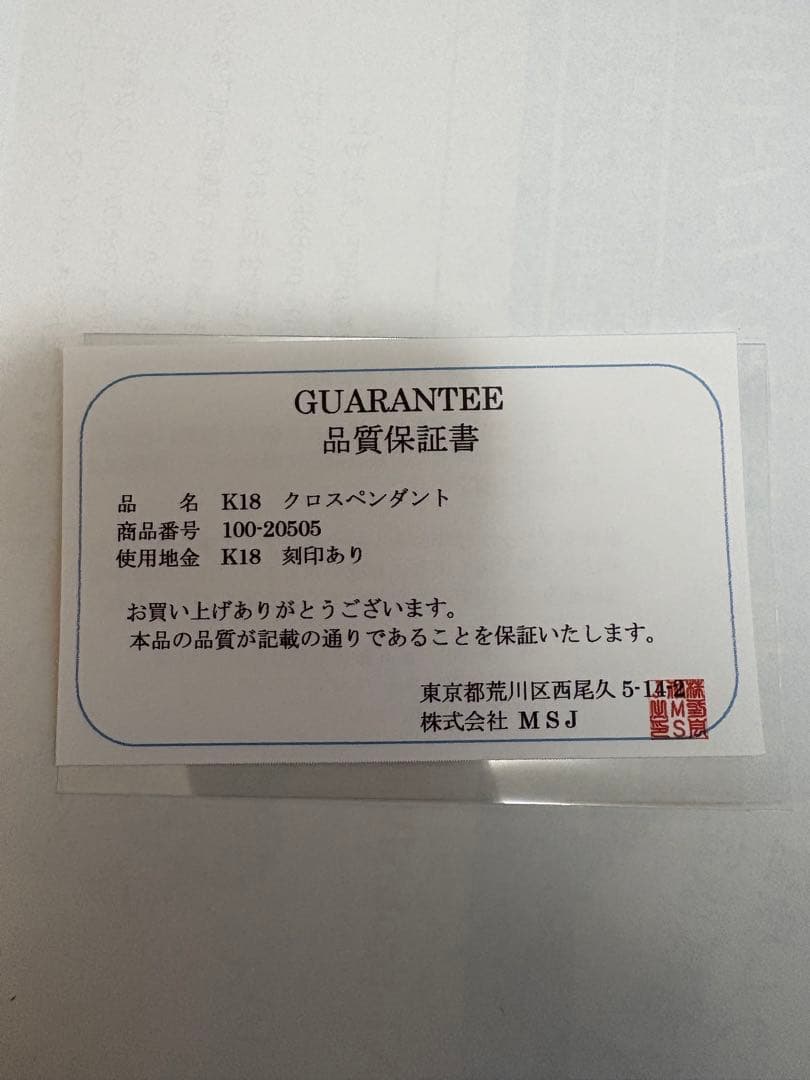 GUARANTEE
品質保証書
品　　名　K18　クロスペンダント
商品番号　100-20505
使用地金　K18　刻印あり
お買い上げありがとうございます。
本品の品質が記載の通りであることを保証いたします。
東京都荒川区西尾久 5-14-2
株式会社 M S J